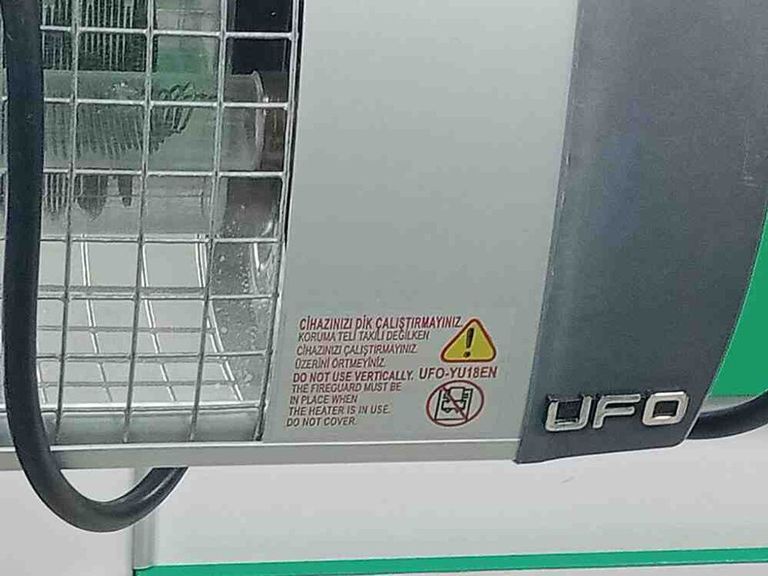 CİHAZINIZI DİK ÇALIŞTIRMAYINIZ.
KORUMA TELİ TAKILI DEĞİLKEN
CİHAZINIZI ÇALIŞTIRMAYINIZ.
ÜZERİNİ ÖRTMEYİNİZ.
DO NOT USE VERTICALLY. UFO-YU18EN
THE FIREGUARD MUST BE
IN PLACE WHEN
THE HEATER IS IN USE.
DO NOT COVER.
UFO